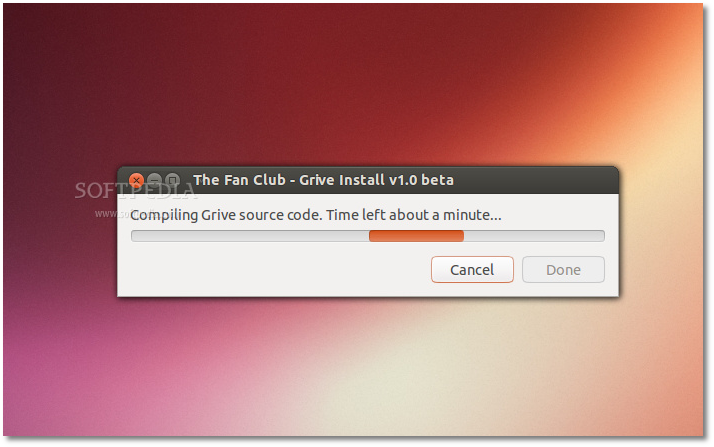 The Fan Club - Grive Install v1.0 beta
SOFTPEDIA
Compiling Grive source code. Time left about a minute...
Cancel Done